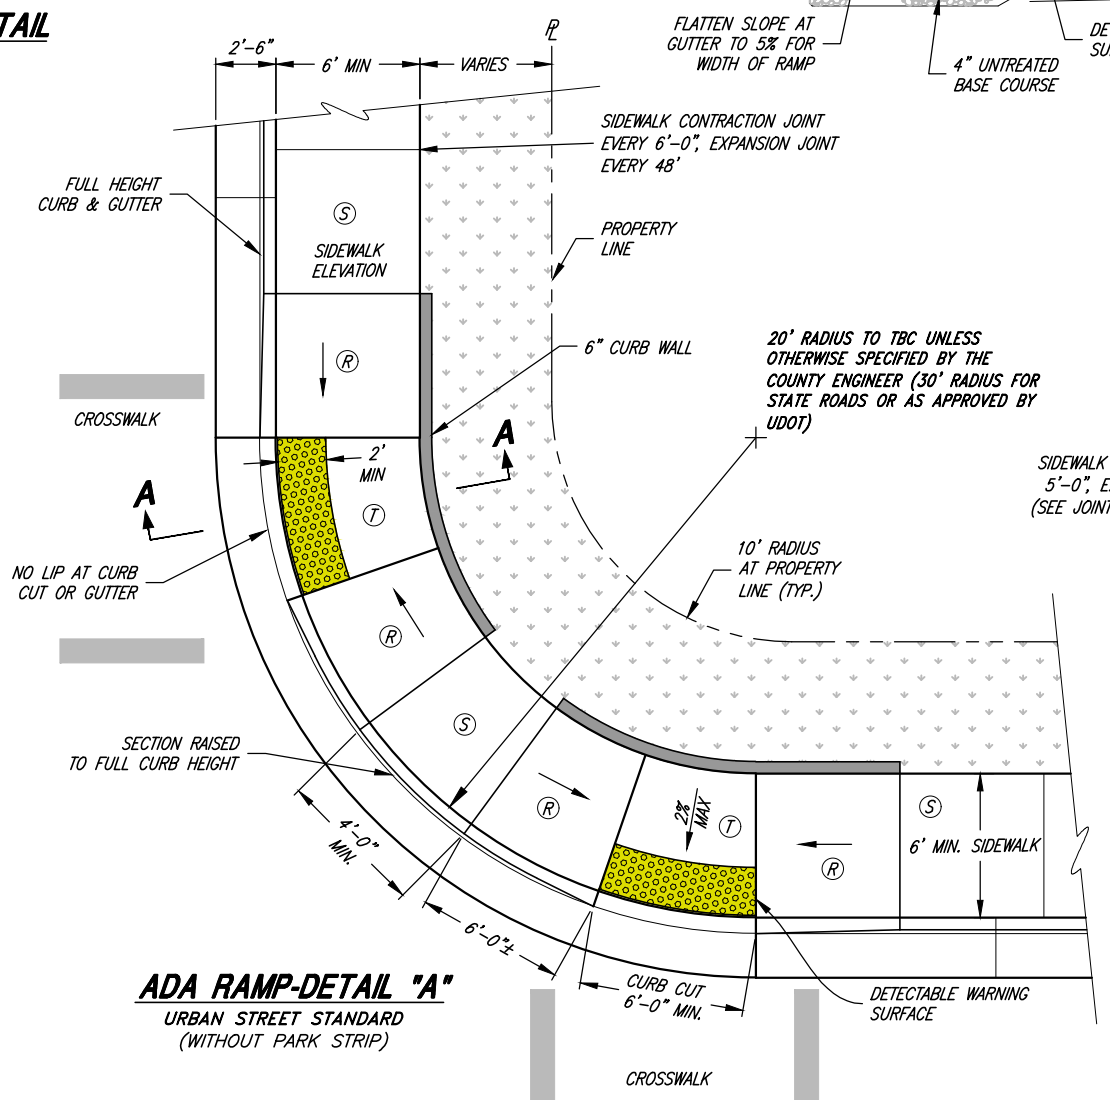 TAIL
2'-6"
6' MIN
VARIES
PL
FLATTEN SLOPE AT
GUTTER TO 5% FOR
WIDTH OF RAMP
4" UNTREATED
BASE COURSE
DE
SU
SIDEWALK CONTRACTION JOINT
EVERY 6'-0", EXPANSION JOINT
EVERY 48'
FULL HEIGHT
CURB & GUTTER
S
SIDEWALK
ELEVATION
PROPERTY
LINE
R
6" CURB WALL
20' RADIUS TO TBC UNLESS
OTHERWISE SPECIFIED BY THE
COUNTY ENGINEER (30' RADIUS FOR
STATE ROADS OR AS APPROVED BY
UDOT)
CROSSWALK
2'
MIN
A
A
T
SIDEWALK
5'-0", E
(SEE JOINT
NO LIP AT CURB
CUT OR GUTTER
10' RADIUS
AT PROPERTY
LINE (TYP.)
R
S
SECTION RAISED
TO FULL CURB HEIGHT
R
2%
MAX
T
S
6' MIN. SIDEWALK
R
4'-0"
MIN.
6'-0"±
CURB CUT
6'-0" MIN.
DETECTABLE WARNING
SURFACE
ADA RAMP-DETAIL "A"
URBAN STREET STANDARD
(WITHOUT PARK STRIP)
CROSSWALK